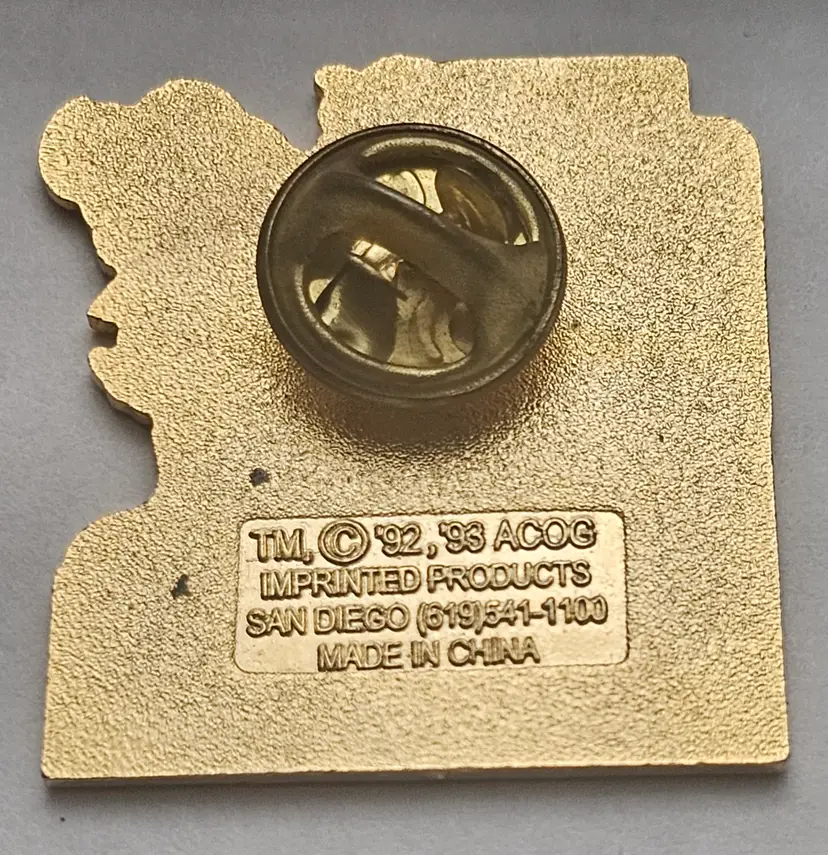 TM, © '92, '93 ACOG
IMPRINTED PRODUCTS
SAN DIEGO (619)541-1100
MADE IN CHINA